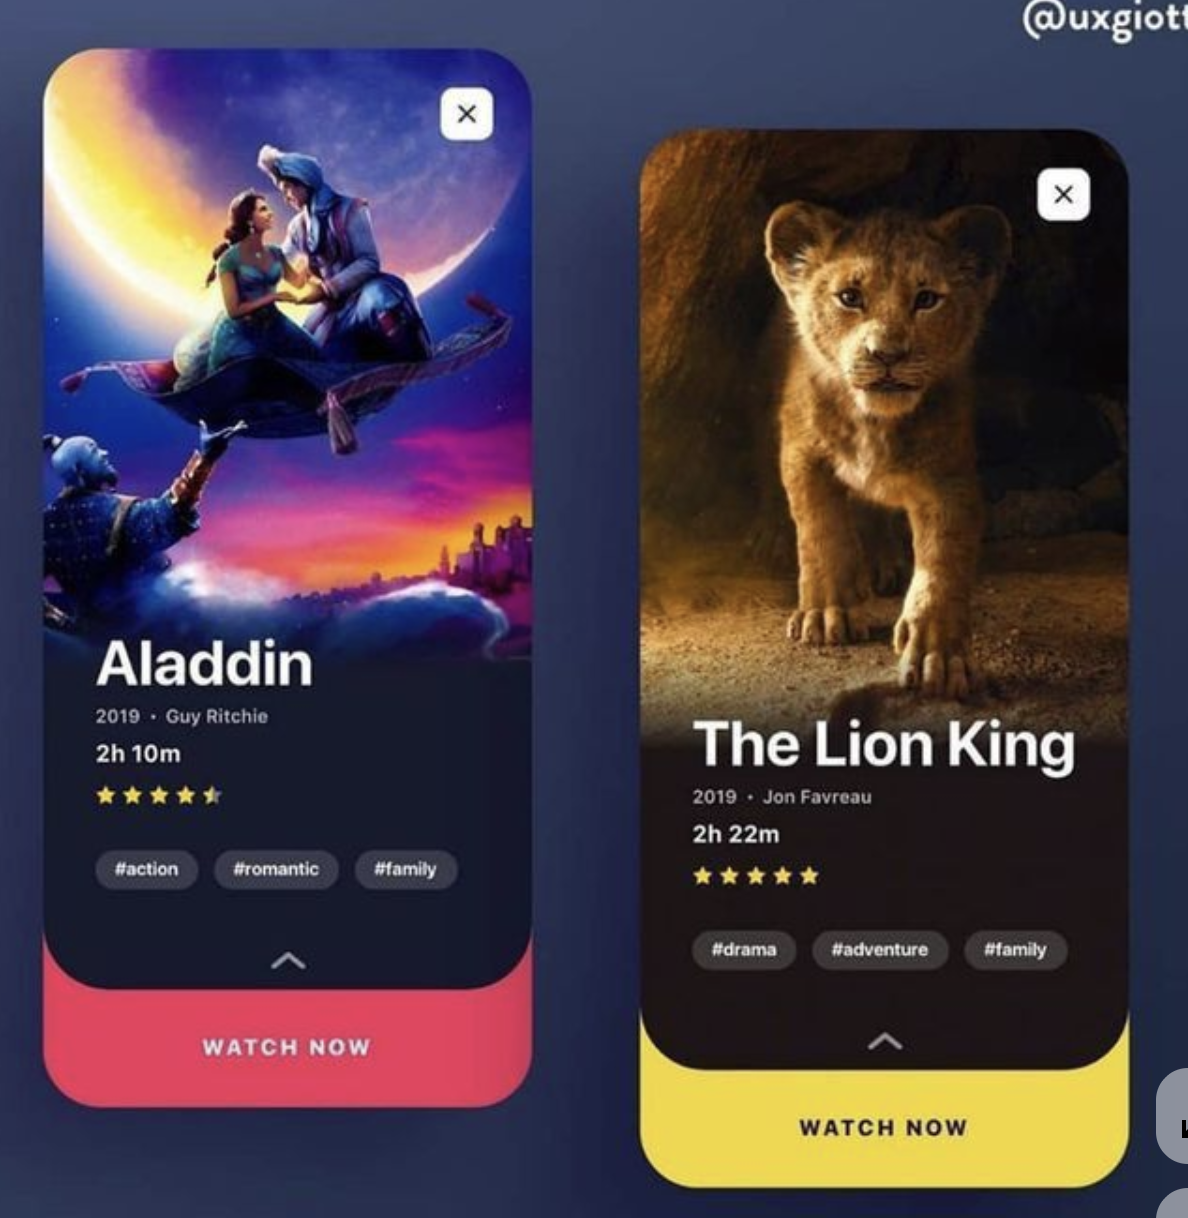 @uxgiott
Aladdin
2019 • Guy Ritchie
2h 10m
#action #romantic #family
WATCH NOW
The Lion King
2019 • Jon Favreau
2h 22m
#drama #adventure #family
WATCH NOW